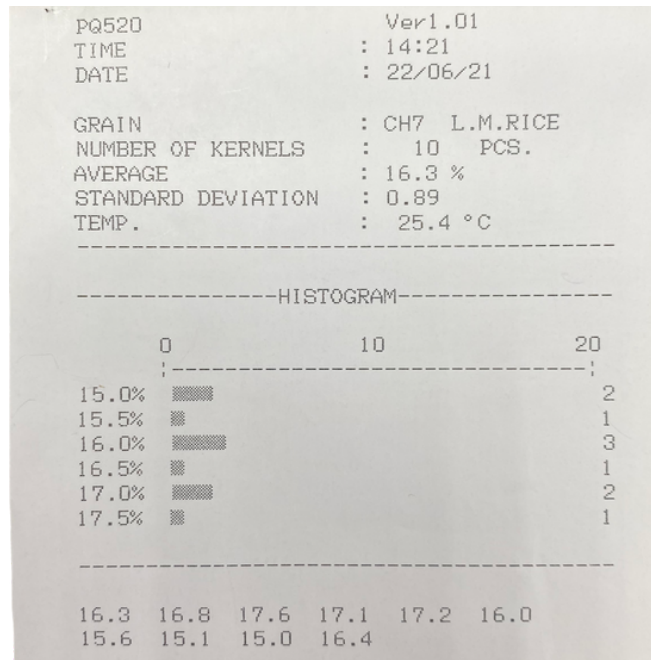 PQ520 Ver1.01
TIME : 14:21
DATE : 22/06/21
GRAIN : CH7 L.M.RICE
NUMBER OF KERNELS : 10 PCS.
AVERAGE : 16.3 %
STANDARD DEVIATION : 0.89
TEMP. : 25.4 °C
---------------HISTOGRAM----------------
0 10 20
15.0% 2
15.5% 1
16.0% 3
16.5% 1
17.0% 2
17.5% 1
16.3 16.8 17.6 17.1 17.2 16.0
15.6 15.1 15.0 16.4